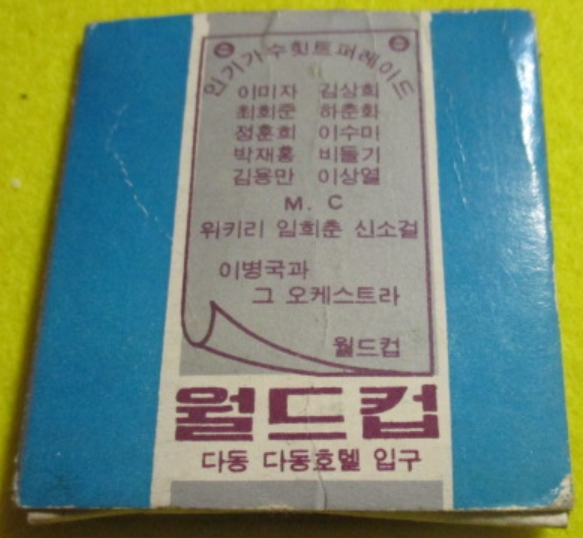 인기가수힛트퍼레이드
이미자 김상희
최희준 하춘화
정훈희 이수미
박재홍 비둘기
김용만 이상열
M. C
위키리 임희춘 신소걸
이병국과
그 오케스트라
월드컵
월드컵
다동 다동호텔 입구